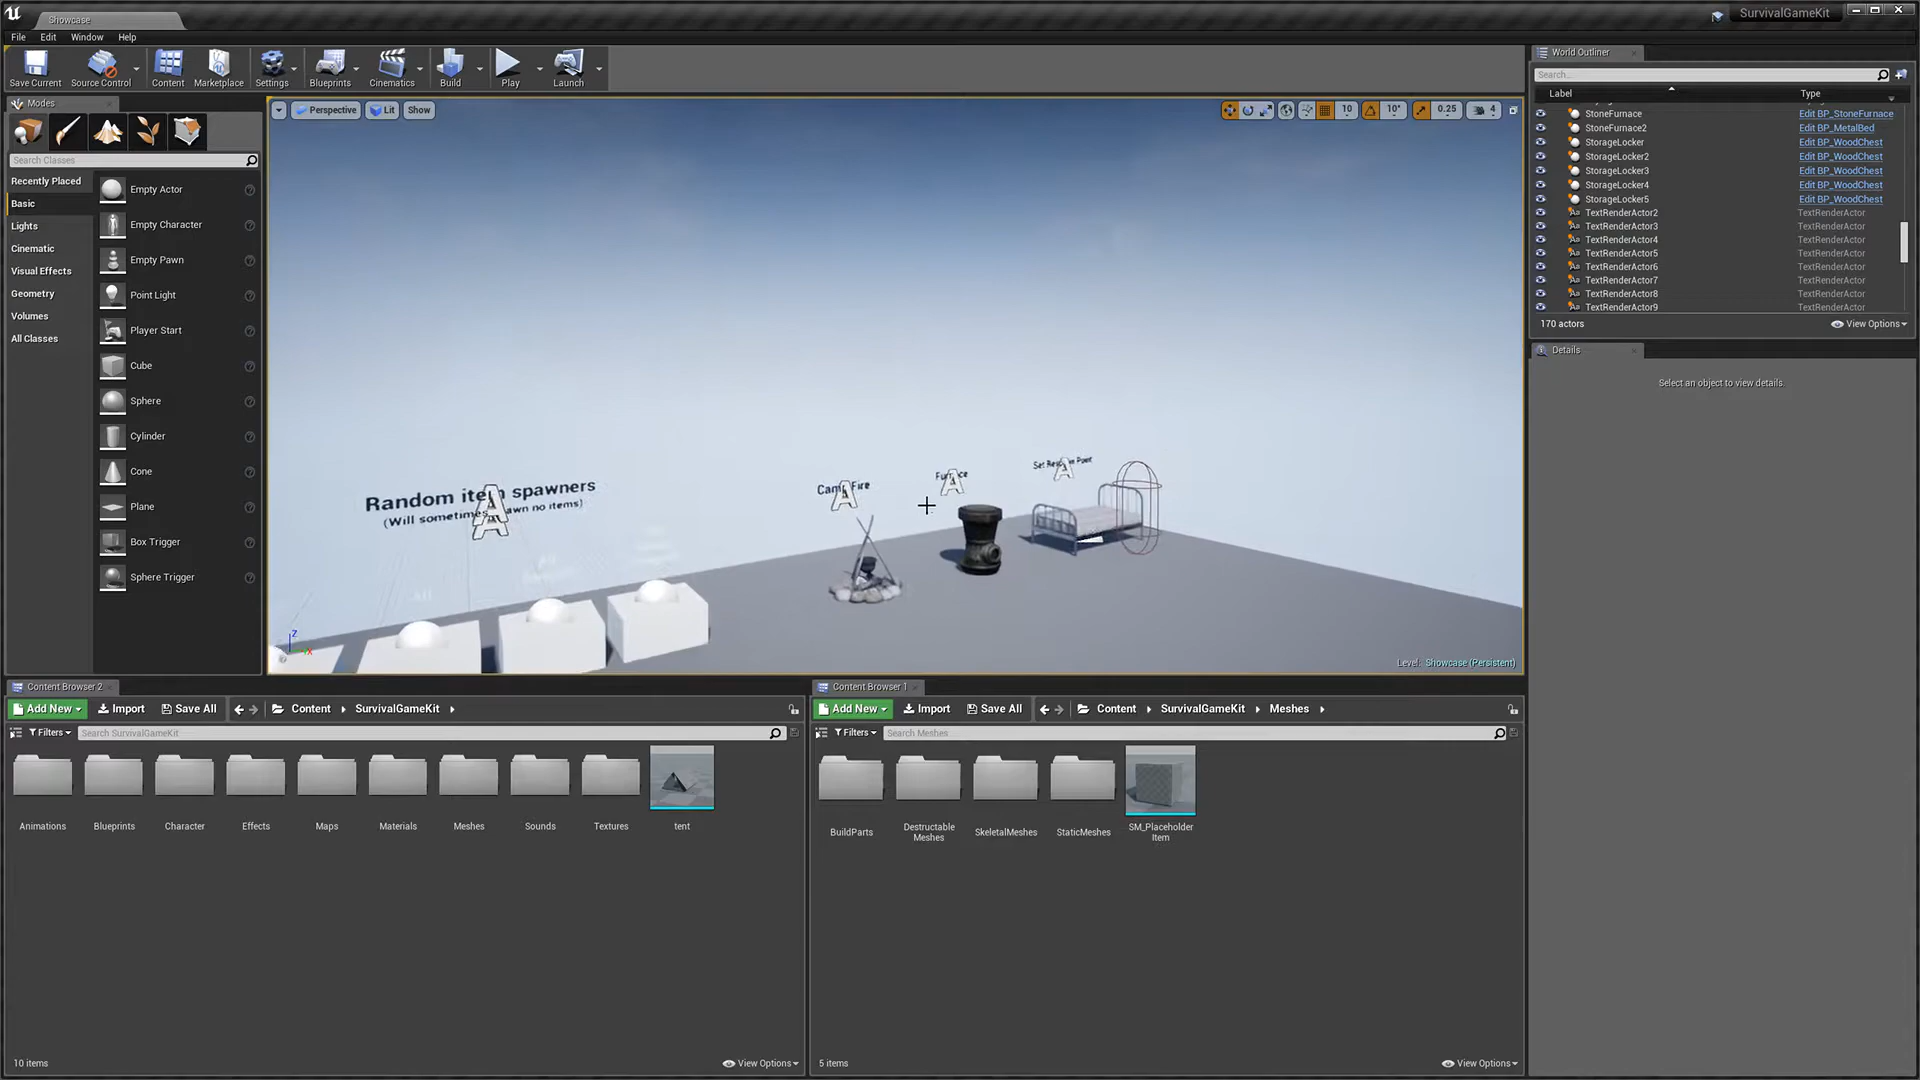 Showcase
SurvivalGameKit
File Edit Window Help
Save Current
Source Control
Content
Marketplace
Settings
Blueprints
Cinematics
Build
Play
Launch
Modes
Search Classes
Recently Placed
Basic
Lights
Cinematic
Visual Effects
Geometry
Volumes
All Classes
Empty Actor
Empty Character
Empty Pawn
Point Light
Player Start
Cube
Sphere
Cylinder
Cone
Plane
Box Trigger
Sphere Trigger
Perspective Lit Show
10 10° 0.25 4
Random item spawners
(Will sometimes spawn no items)
Camp Fire
Furnace
Set Respawn Point
Z
X
Level: Showcase (Persistent)
World Outliner
Search...
Label Type
StoneFurnace Edit BP_StoneFurnace
StoneFurnace2 Edit BP_MetalBed
StorageLocker Edit BP_WoodChest
StorageLocker2 Edit BP_WoodChest
StorageLocker3 Edit BP_WoodChest
StorageLocker4 Edit BP_WoodChest
StorageLocker5 Edit BP_WoodChest
TextRenderActor2 TextRenderActor
TextRenderActor3 TextRenderActor
TextRenderActor4 TextRenderActor
TextRenderActor5 TextRenderActor
TextRenderActor6 TextRenderActor
TextRenderActor7 TextRenderActor
TextRenderActor8 TextRenderActor
TextRenderActor9 TextRenderActor
170 actors View Options
Details
Select an object to view details.
Content Browser 2
Add New Import Save All Content SurvivalGameKit
Filters Search SurvivalGameKit
Animations
Blueprints
Character
Effects
Maps
Materials
Meshes
Sounds
Textures
tent
10 items View Options
Content Browser 1
Add New Import Save All Content SurvivalGameKit Meshes
Filters Search Meshes
BuildParts
Destructable
Meshes
SkeletalMeshes
StaticMeshes
SM_Placeholder
Item
5 items View Options